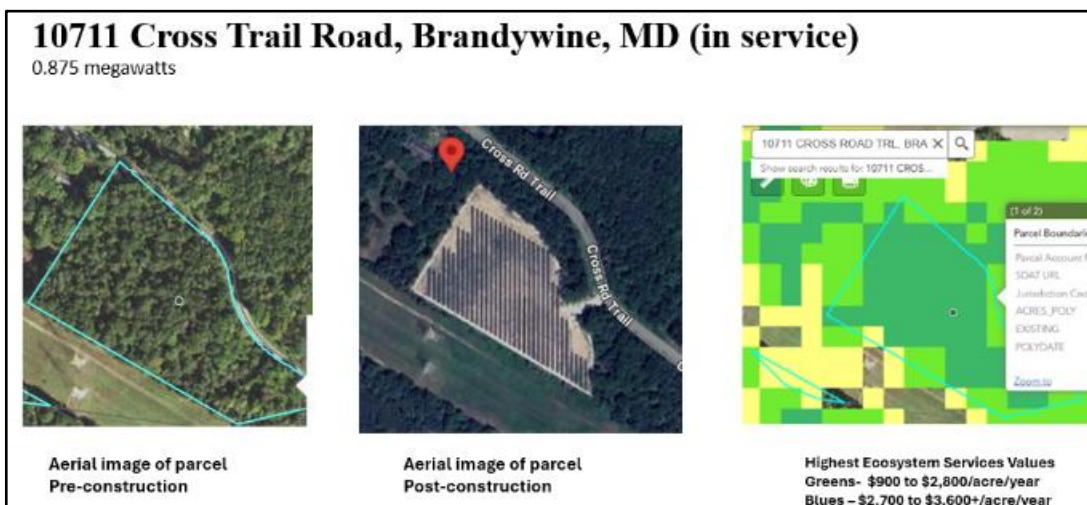 10711 Cross Trail Road, Brandywine, MD (in service)
0.875 megawatts
Cross Rd Trail
Cross Rd Trail
10711 CROSS ROAD TRL, BRA
Show search results for 10711 CROS...
(1 of 2)
Parcel Boundarie
Parcel Account
SDAT URL
Jurisdiction
ACRES_POLY
EXISTING
POLYDATE
Zoom to
Aerial image of parcel
Pre-construction
Aerial image of parcel
Post-construction
Highest Ecosystem Services Values
Greens- $900 to $2,800/acre/year
Blues – $2,700 to $3,600+/acre/year